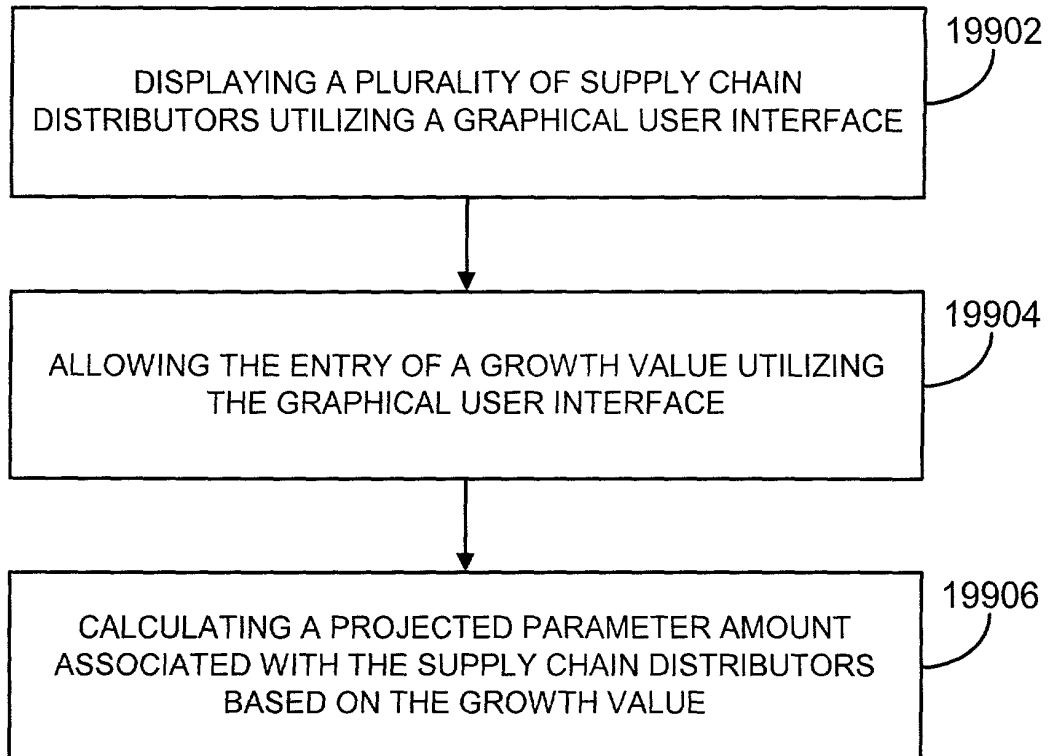 19902
DISPLAYING A PLURALITY OF SUPPLY CHAIN
DISTRIBUTORS UTILIZING A GRAPHICAL USER INTERFACE
19904
ALLOWING THE ENTRY OF A GROWTH VALUE UTILIZING
THE GRAPHICAL USER INTERFACE
19906
CALCULATING A PROJECTED PARAMETER AMOUNT
ASSOCIATED WITH THE SUPPLY CHAIN DISTRIBUTORS
BASED ON THE GROWTH VALUE